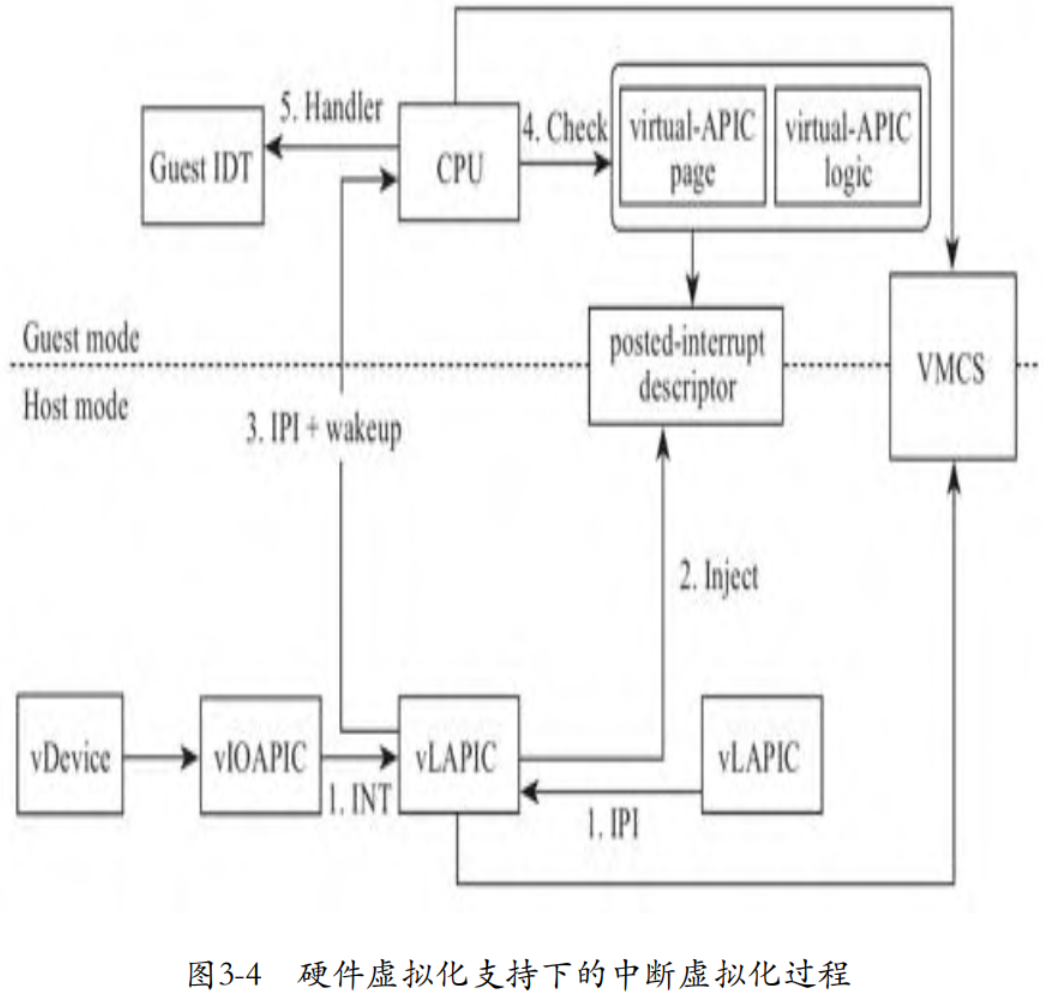 5. Handler
Guest IDT
CPU
4. Check
virtual-APIC
page
virtual-APIC
logic
Guest mode
Host mode
posted-interrupt
descriptor
VMCS
3. IPI + wakeup
2. Inject
vDevice
vIOAPIC
1. INT
vLAPIC
1. IPI
vLAPIC
图3-4 硬件虚拟化支持下的中断虚拟化过程